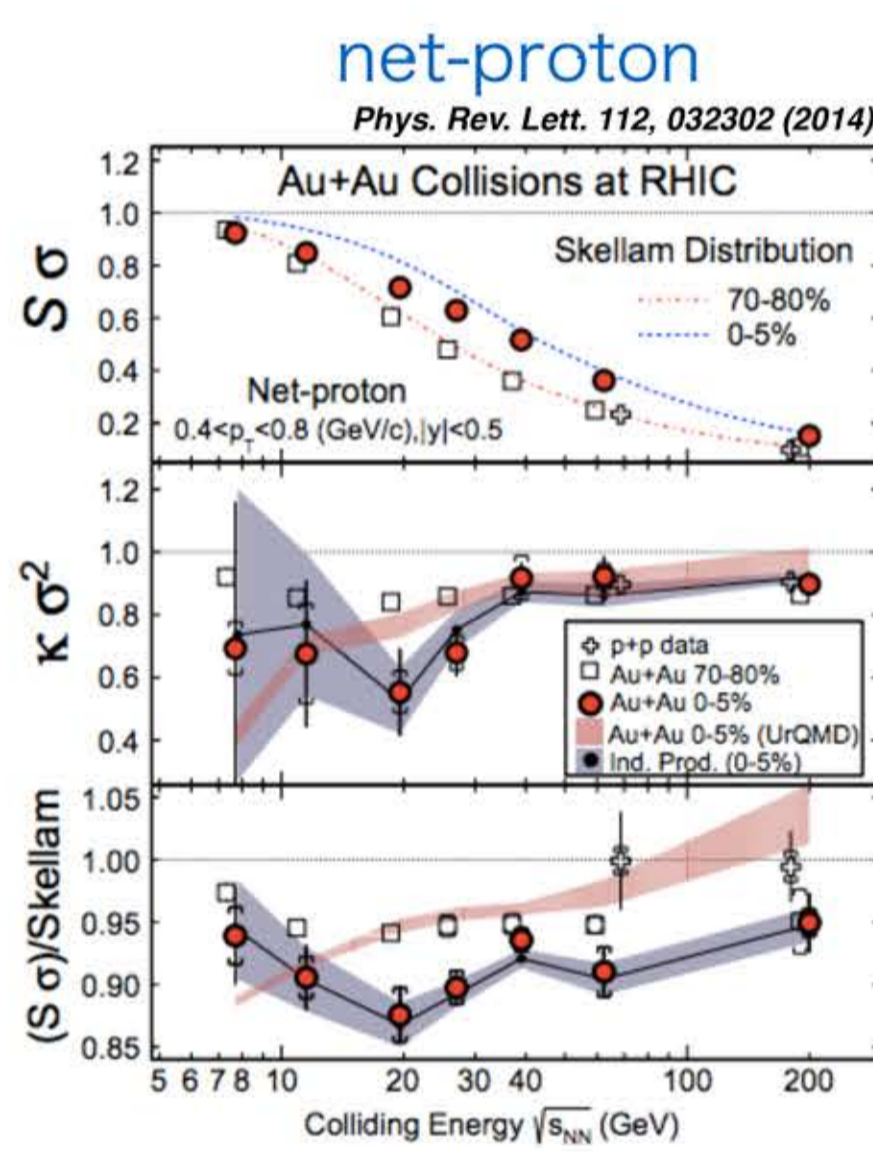 net-proton
Phys. Rev. Lett. 112, 032302 (2014)
Au+Au Collisions at RHIC
Skellam Distribution
70-80%
0-5%
Net-proton
0.4<p_T<0.8 (GeV/c),|y|<0.5
S σ
1.2
1.0
0.8
0.6
0.4
0.2
κ σ²
1.2
1.0
0.8
0.6
0.4
p+p data
Au+Au 70-80%
Au+Au 0-5%
Au+Au 0-5% (UrQMD)
Ind. Prod. (0-5%)
(S σ)/Skellam
1.05
1.00
0.95
0.90
0.85
5 6 7 8 10 20 30 40 100 200
Colliding Energy √s_NN (GeV)